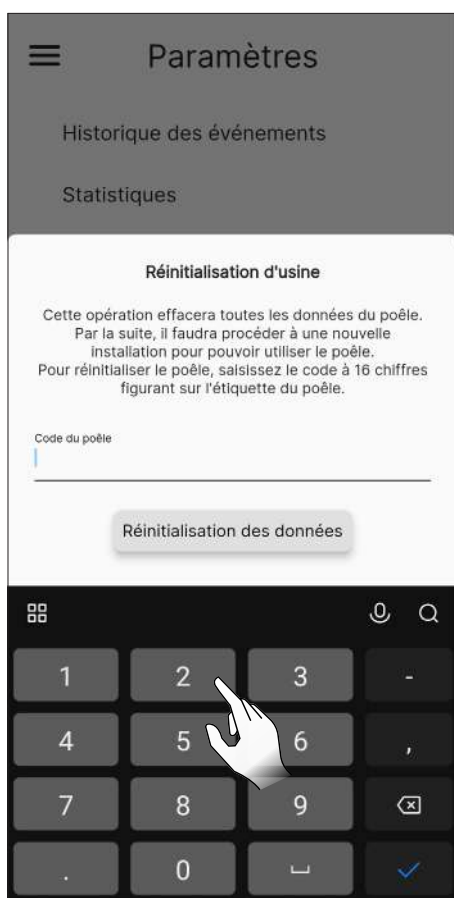 Paramètres
Historique des événements
Statistiques
Réinitialisation d'usine
Cette opération effacera toutes les données du poêle.
Par la suite, il faudra procéder à une nouvelle
installation pour pouvoir utiliser le poêle.
Pour réinitialiser le poêle, saisissez le code à 16 chiffres
figurant sur l'étiquette du poêle.
Code du poêle
Réinitialisation des données
1 2 3 -
4 5 6 ,
7 8 9
. 0